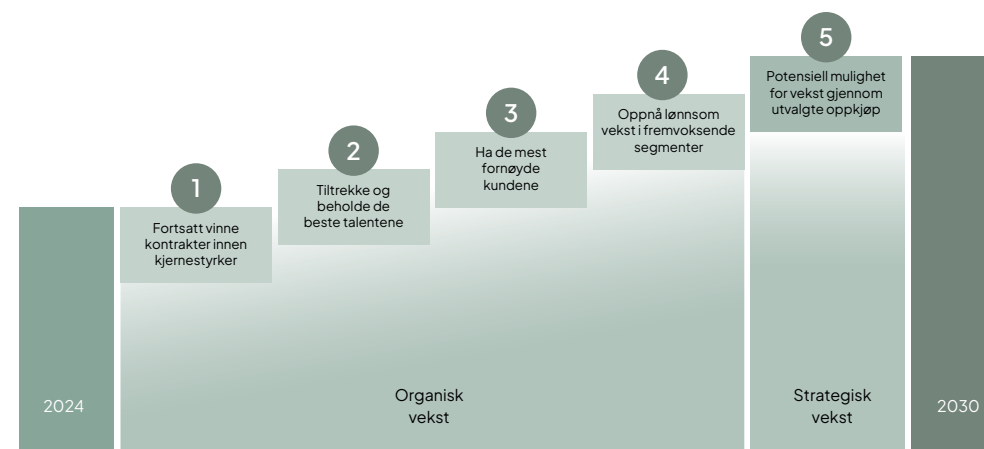 1
Fortsatt vinne
kontrakter innen
kjernestyrker
2
Tiltrekke og
beholde de
beste talentene
3
Ha de mest
fornøyde
kundene
4
Oppnå lønnsom
vekst i fremvoksende
segmenter
5
Potensiell mulighet
for vekst gjennom
utvalgte oppkjøp
2024
Organisk
vekst
Strategisk
vekst
2030